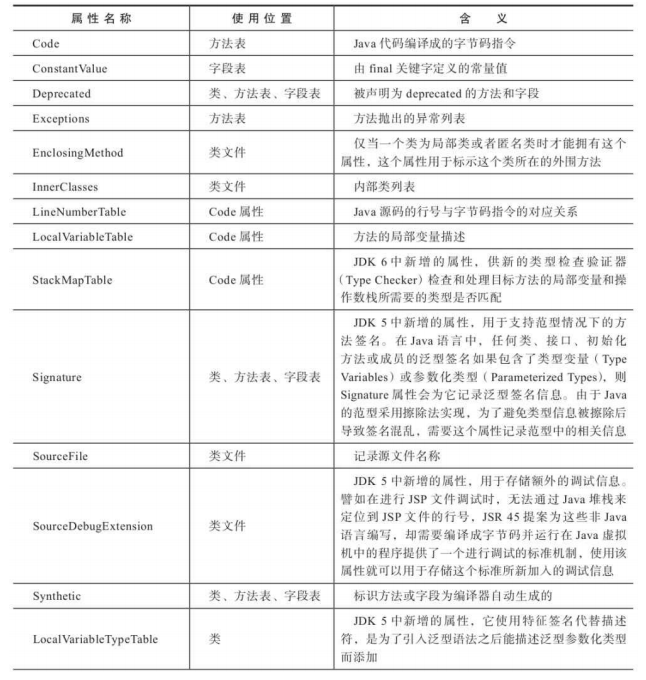 属性名称 使用位置 含 义
Code 方法表 Java 代码编译成的字节码指令
ConstantValue 字段表 由 final 关键字定义的常量值
Deprecated 类、方法表、字段表 被声明为 deprecated 的方法和字段
Exceptions 方法表 方法抛出的异常列表
EnclosingMethod 类文件 仅当一个类为局部类或者匿名类时才能拥有这个
属性，这个属性用于标示这个类所在的外围方法
InnerClasses 类文件 内部类列表
LineNumberTable Code 属性 Java 源码的行号与字节码指令的对应关系
LocalVariableTable Code 属性 方法的局部变量描述
StackMapTable Code 属性 JDK 6 中新增的属性，供新的类型检查验证器
（Type Checker）检查和处理目标方法的局部变量和操
作数栈所需要的类型是否匹配
Signature 类、方法表、字段表 JDK 5 中新增的属性，用于支持范型情况下的方
法签名。在 Java 语言中，任何类、接口、初始化
方法或成员的泛型签名如果包含了类型变量（Type
Variables）或参数化类型（Parameterized Types），则
Signature 属性会为它记录泛型签名信息。由于 Java
的范型采用擦除法实现，为了避免类型信息被擦除后
导致签名混乱，需要这个属性记录范型中的相关信息
SourceFile 类文件 记录源文件名称
SourceDebugExtension 类文件 JDK 5 中新增的属性，用于存储额外的调试信息。
譬如在进行 JSP 文件调试时，无法通过 Java 堆栈来
定位到 JSP 文件的行号，JSR 45 提案为这些非 Java
语言编写，却需要编译成字节码并运行在 Java 虚拟
机中的程序提供了一个进行调试的标准机制，使用该
属性就可以用于存储这个标准所新加入的调试信息
Synthetic 类、方法表、字段表 标识方法或字段为编译器自动生成的
LocalVariableTypeTable 类 JDK 5 中新增的属性，它使用特征签名代替描述
符，是为了引入泛型语法之后能描述泛型参数化类型
而添加